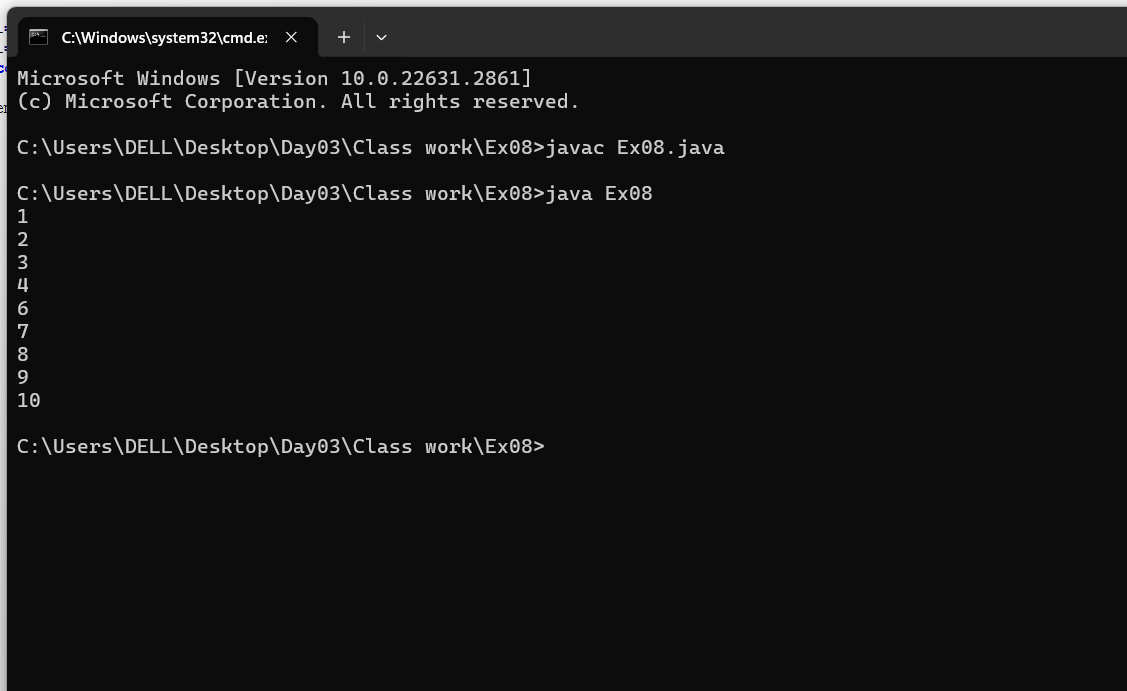 C:\Windows\system32\cmd.e
Microsoft Windows [Version 10.0.22631.2861]
(c) Microsoft Corporation. All rights reserved.
C:\Users\DELL\Desktop\Day03\Class work\Ex08>javac Ex08.java
C:\Users\DELL\Desktop\Day03\Class work\Ex08>java Ex08
1
2
3
4
6
7
8
9
10
C:\Users\DELL\Desktop\Day03\Class work\Ex08>